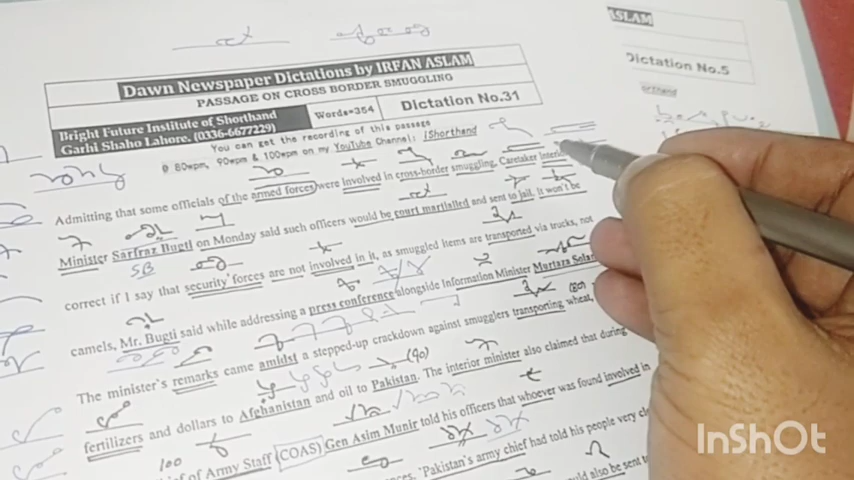 Dawn Newspaper Dictations by IRFAN ASLAM
PASSAGE ON CROSS BORDER SMUGGLING
Bright Future Institute of Shorthand
Garhi Shaho Lahore. (0336-6677229)
Words=354
Dictation No.31
You can get the recording of this passage
@ 80wpm, 90wpm & 100wpm on my YouTube Channel: IShorthand
Admitting that some officials of the armed forces were involved in cross-border smuggling, Caretaker
Minister Sarfraz Bugti on Monday said such officers would be court martialled and sent to jail. It won't be
SB
correct if I say that security forces are not involved in it, as smuggled items are transported via trucks, not
camels, Mr. Bugti said while addressing a press conference alongside Information Minister Murtaza
(80)
The minister's remarks came amidst a stepped-up crackdown against smugglers transporting wheat,
(90)
fertilizers and dollars to Afghanistan and oil to Pakistan. The interior minister also claimed that during
100
of Army Staff (COAS) Gen Asim Munir told his officers that whoever was found involved in
'Pakistan's army chief had told his people very
also be sent to
ASLAM
Dictation No.5
InShOt